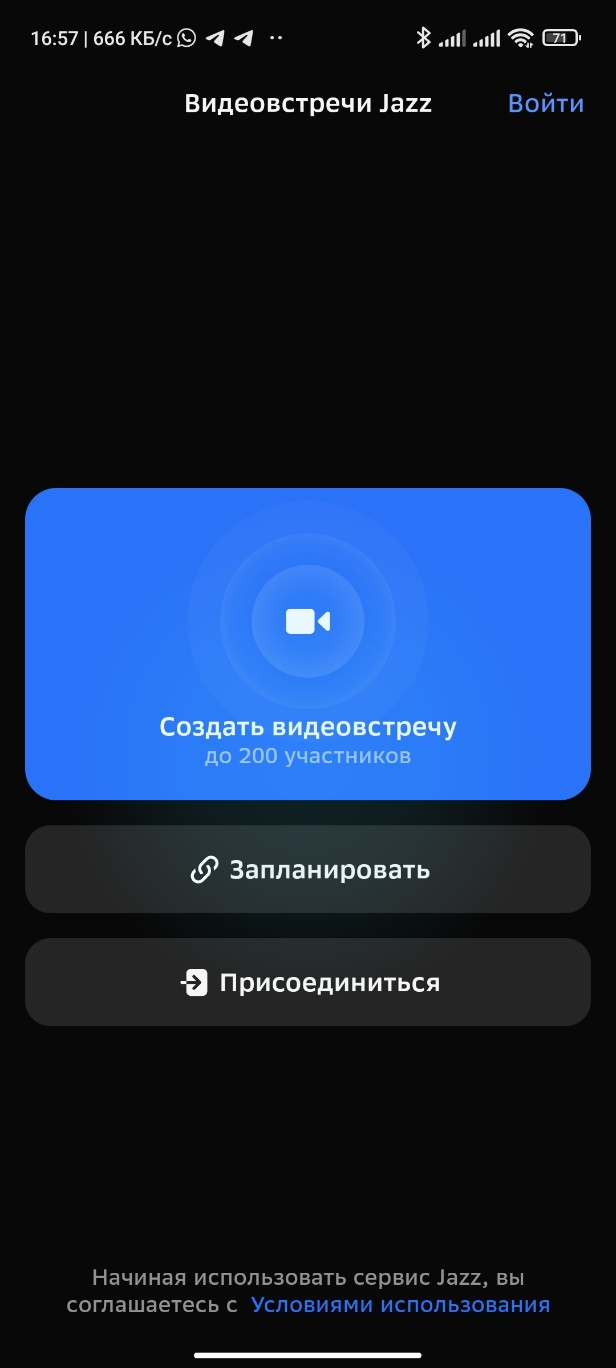 16:57 | 666 КБ/с
71
Видеовстречи Jazz
Войти
Создать видеовстречу
до 200 участников
Запланировать
Присоединиться
Начиная использовать сервис Jazz, вы
соглашаетесь с Условиями использования